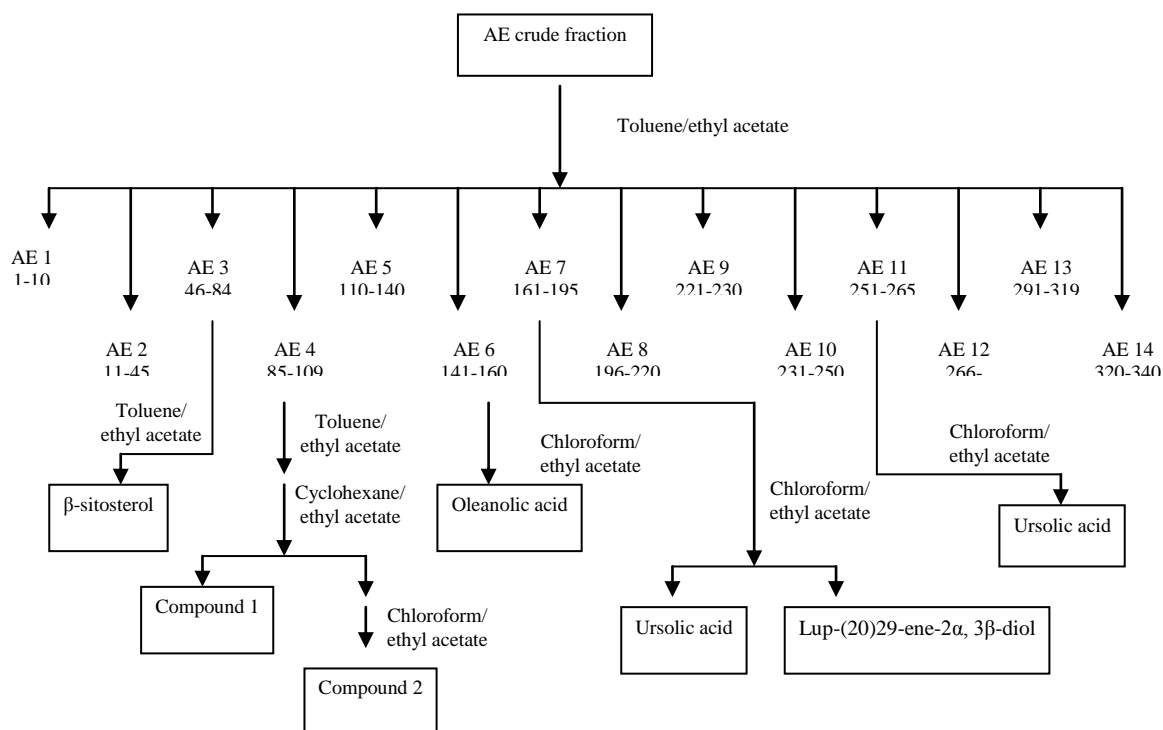 AE crude fraction
Toluene/ethyl acetate
AE 1
1-10
AE 3
46-84
AE 5
110-140
AE 7
161-195
AE 9
221-230
AE 11
251-265
AE 13
291-319
AE 2
11-45
AE 4
85-109
AE 6
141-160
AE 8
196-220
AE 10
231-250
AE 12
266-
AE 14
320-340
Toluene/
ethyl acetate
Toluene/
ethyl acetate
Chloroform/
ethyl acetate
Chloroform/
ethyl acetate
Chloroform/
ethyl acetate
β-sitosterol
Cyclohexane/
ethyl acetate
Oleanolic acid
Ursolic acid
Compound 1
Chloroform/
ethyl acetate
Ursolic acid
Lup-(20)29-ene-2α, 3β-diol
Compound 2